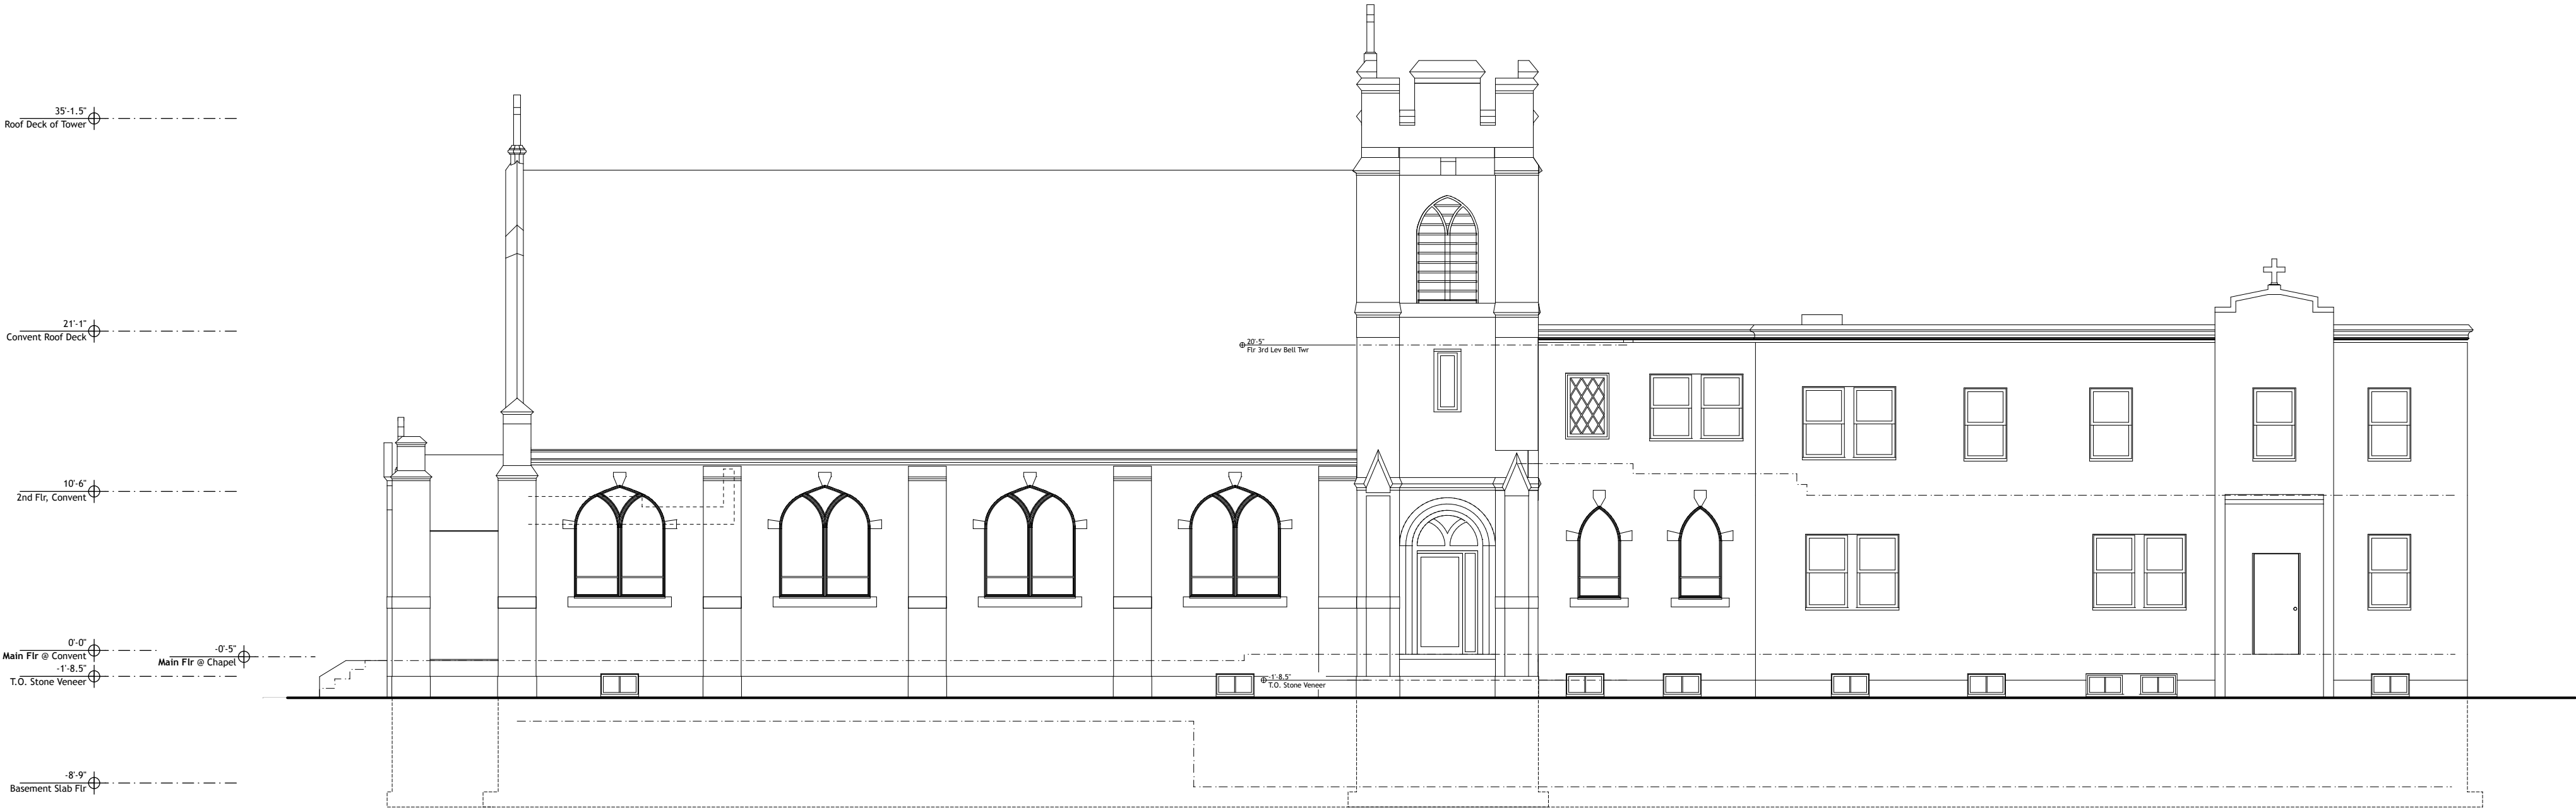 35'-1.5"
Roof Deck of Tower
21'-1"
Convent Roof Deck
20'-5"
Flr 3rd Lev Bell Twr
10'-6"
2nd Flr, Convent
0'-0"
Main Flr @ Convent
-0'-5"
Main Flr @ Chapel
-1'-8.5"
T.O. Stone Veneer
-1'-8.5"
T.O. Stone Veneer
-8'-9"
Basement Slab Flr